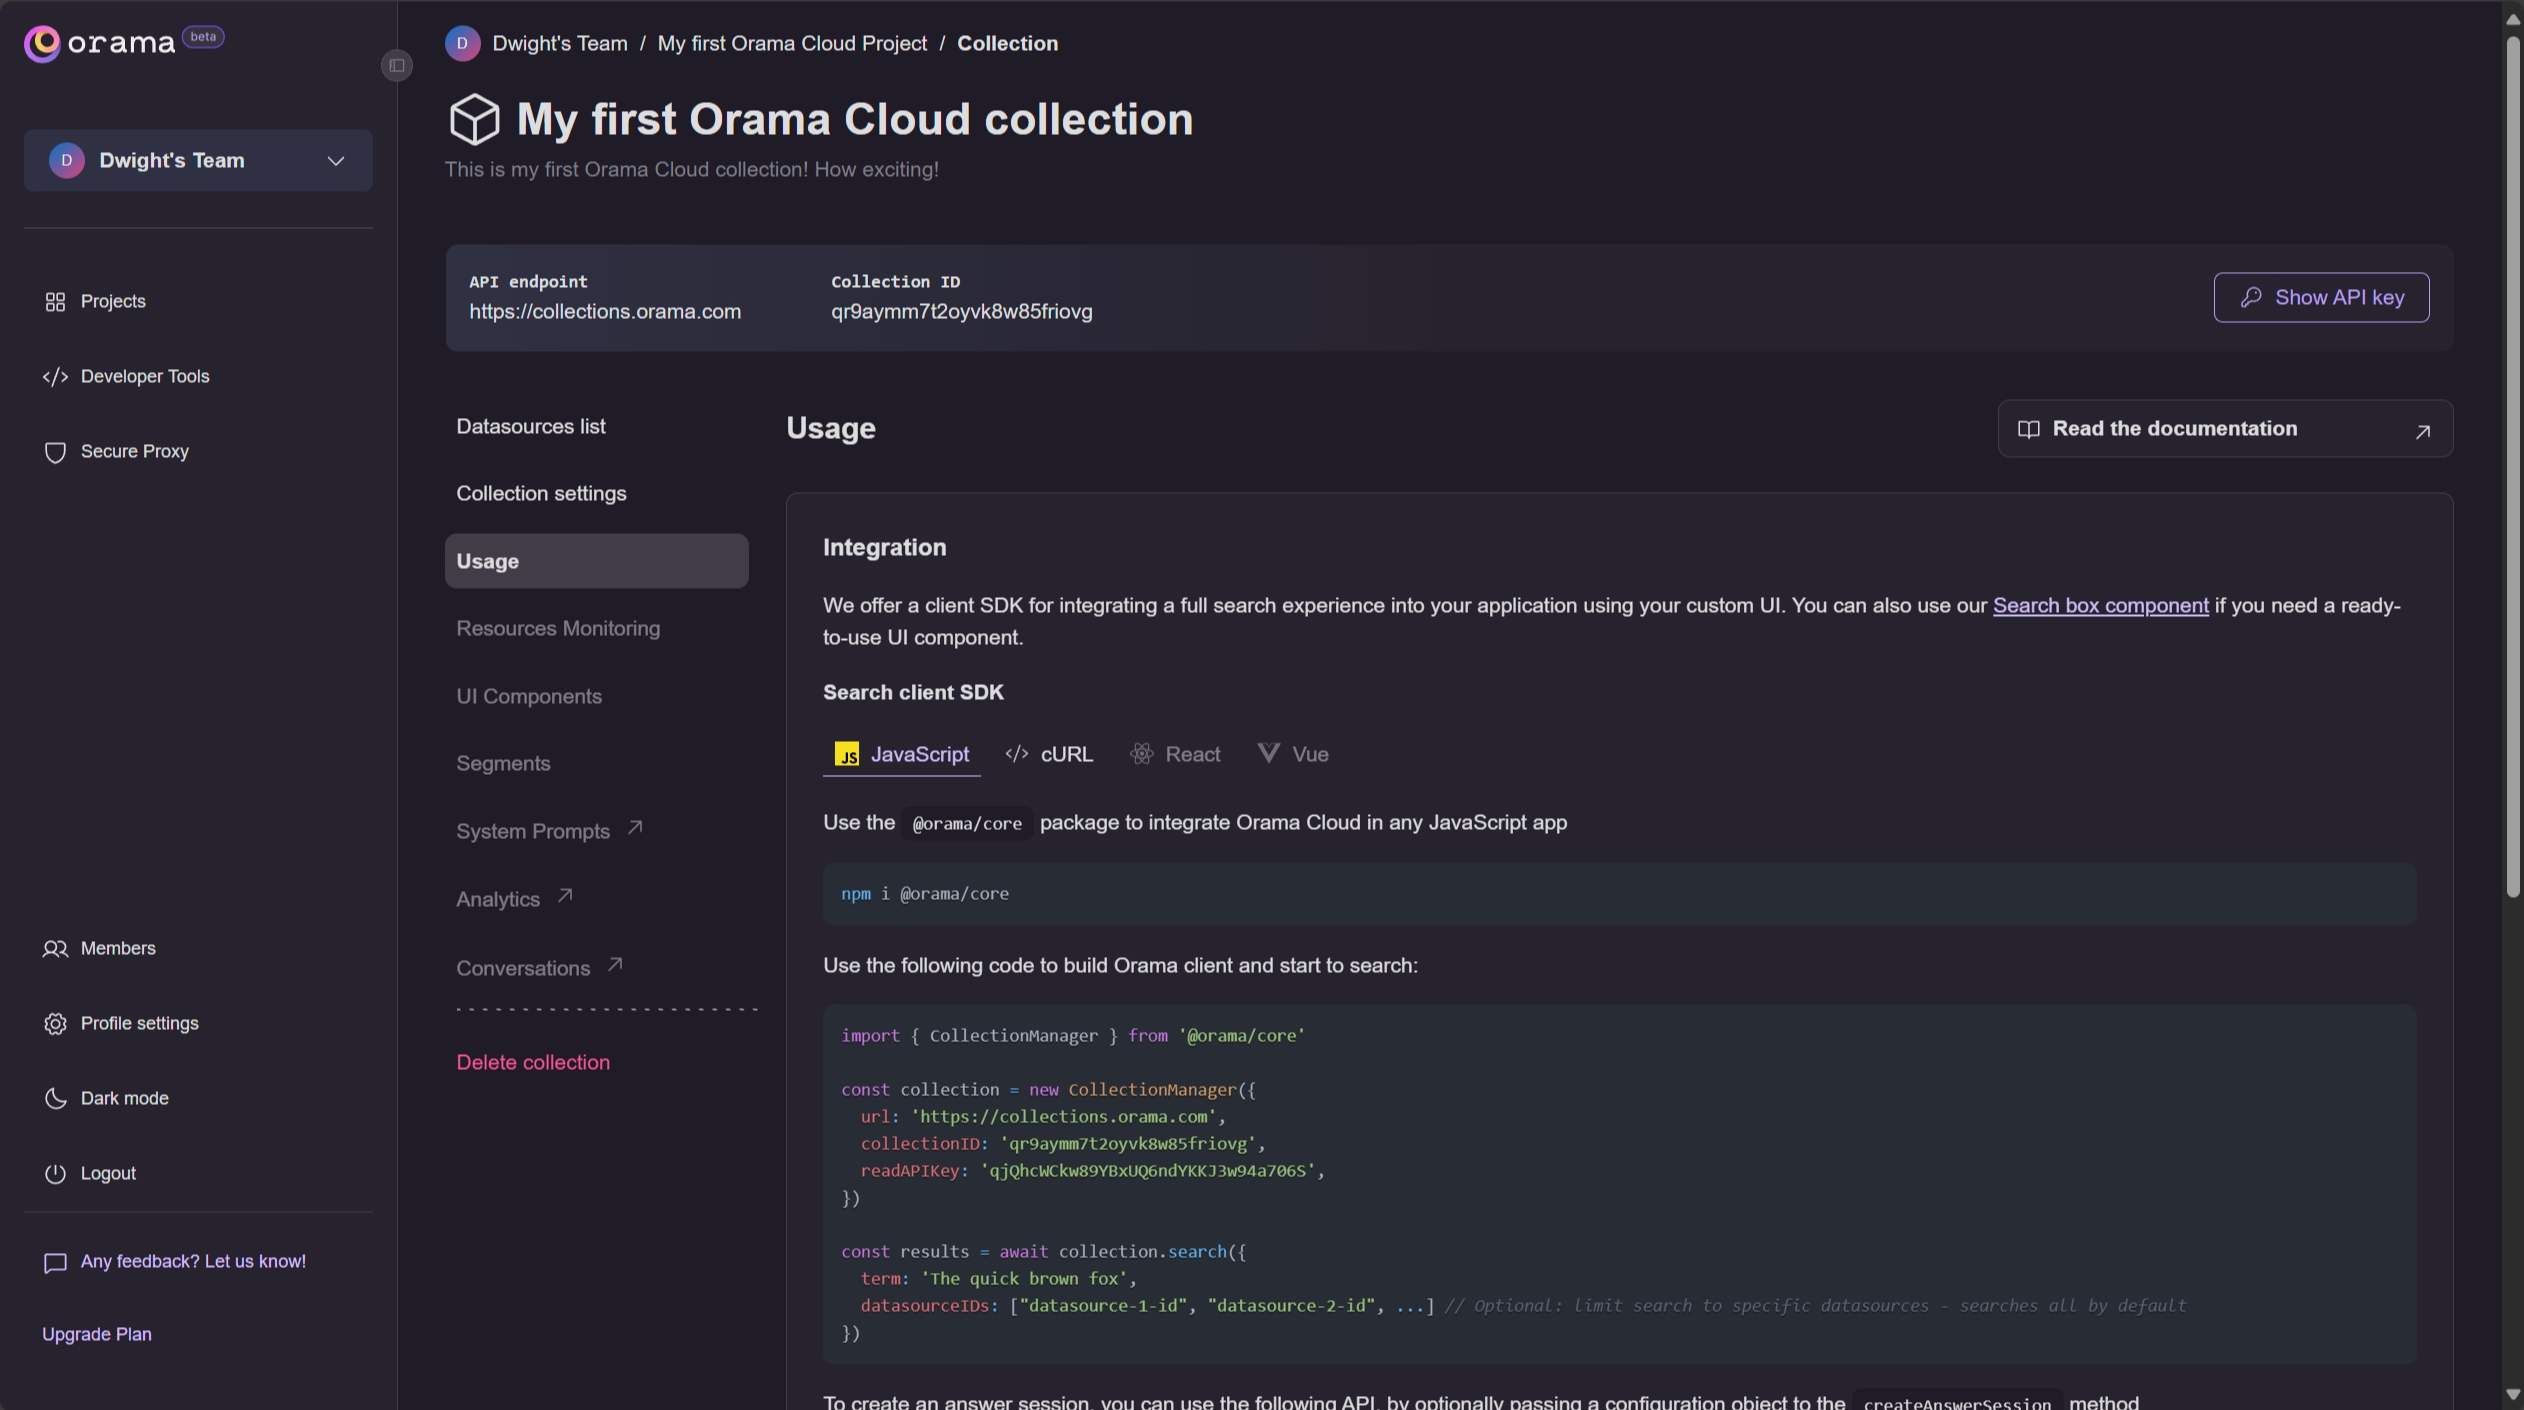 orama beta
Dwight's Team
Projects
Developer Tools
Secure Proxy
Members
Profile settings
Dark mode
Logout
Any feedback? Let us know!
Upgrade Plan
Dwight's Team / My first Orama Cloud Project / Collection
My first Orama Cloud collection
This is my first Orama Cloud collection! How exciting!
API endpoint
https://collections.orama.com
Collection ID
qr9aymm7t2oyvk8w85friovg
Show API key
Datasources list
Collection settings
Usage
Resources Monitoring
UI Components
Segments
System Prompts
Analytics
Conversations
Delete collection
Usage
Read the documentation
Integration
We offer a client SDK for integrating a full search experience into your application using your custom UI. You can also use our Search box component if you need a ready-
to-use UI component.
Search client SDK
JS JavaScript </> cURL React Vue
Use the @orama/core package to integrate Orama Cloud in any JavaScript app
npm i @orama/core
Use the following code to build Orama client and start to search:
import { CollectionManager } from '@orama/core'
const collection = new CollectionManager({
url: 'https://collections.orama.com',
collectionID: 'qr9aymm7t2oyvk8w85friovg',
readAPIKey: 'qjQhcWCkw89YBxUQ6ndYKKJ3w94a706S',
})
const results = await collection.search({
term: 'The quick brown fox',
datasourceIDs: ["datasource-1-id", "datasource-2-id", ...] // Optional: limit search to specific datasources - searches all by default
})
To create an answer session, you can use the following API, by optionally passing a configuration object to the createAnswerSession method